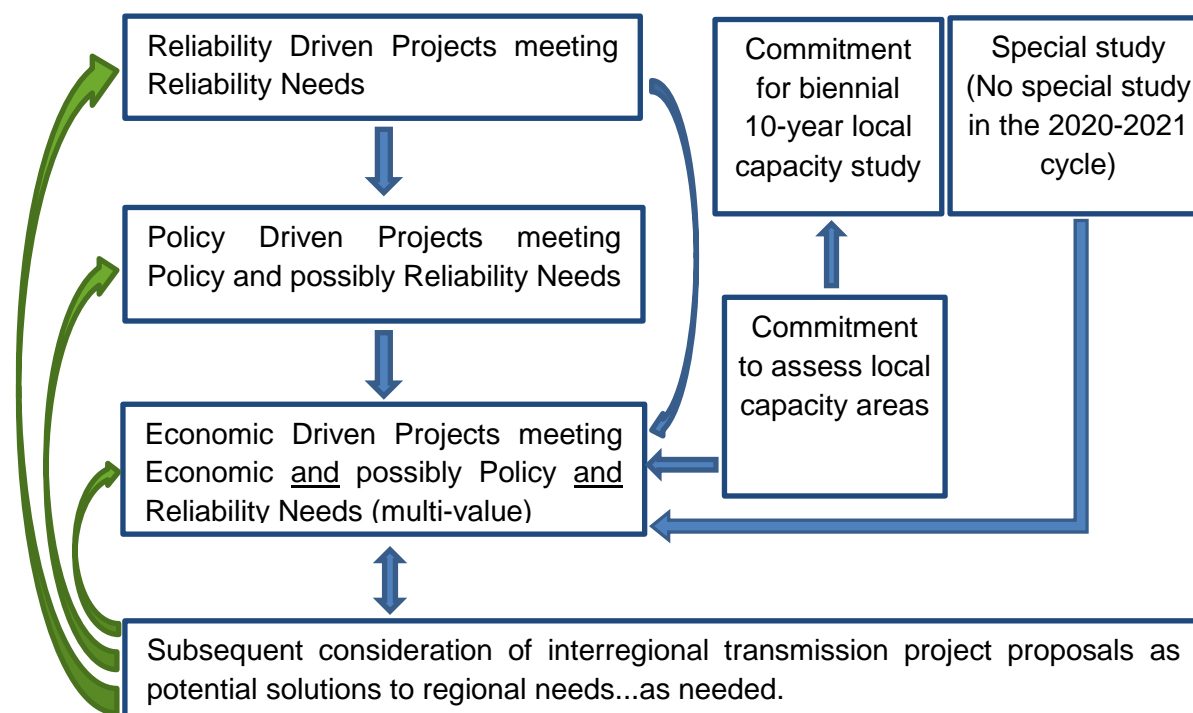 Reliability Driven Projects meeting
Reliability Needs
Commitment
for biennial
10-year local
capacity study
Special study
(No special study
in the 2020-2021
cycle)
Policy Driven Projects meeting
Policy and possibly Reliability Needs
Commitment
to assess local
capacity areas
Economic Driven Projects meeting
Economic and possibly Policy and
Reliability Needs (multi-value)
Subsequent consideration of interregional transmission project proposals as
potential solutions to regional needs...as needed.